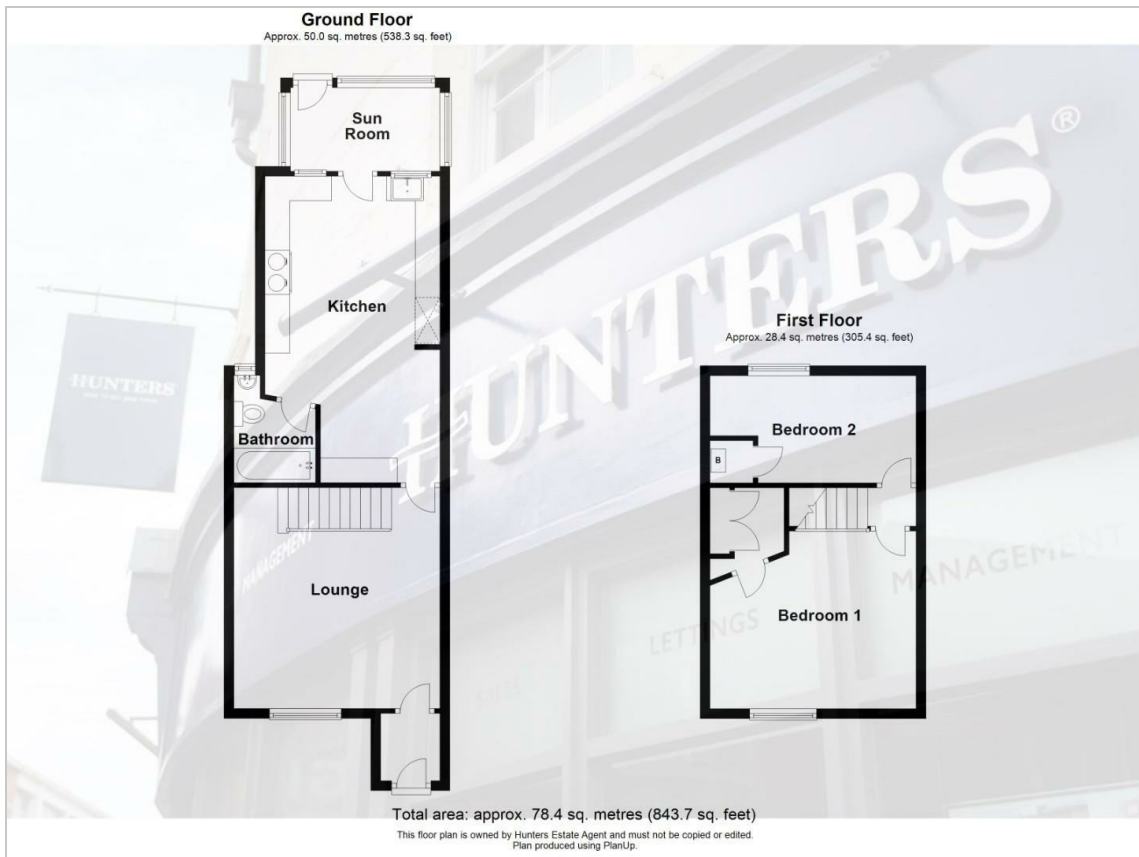 Ground Floor
Approx. 50.0 sq. metres (538.3 sq. feet)
Sun
Room
Kitchen
Bathroom
Lounge
First Floor
Approx. 28.4 sq. metres (305.4 sq. feet)
Bedroom 2
B
Bedroom 1
HUNTERS®
HUNTERS
HUNTERS
MANAGEMENT
LETTINGS
MANAGEMENT
SALES
Total area: approx. 78.4 sq. metres (843.7 sq. feet)
This floor plan is owned by Hunters Estate Agent and must not be copied or edited.
Plan produced using PlanUp.